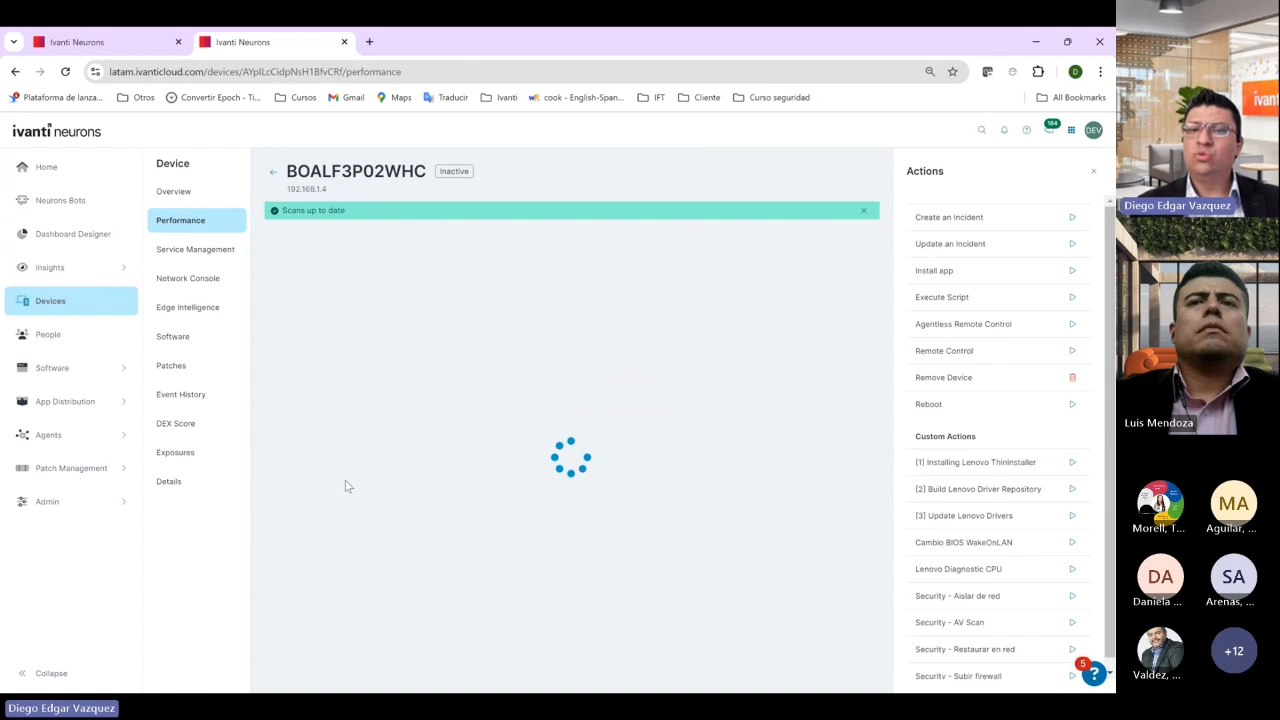 Ivanti Neurons
Ivanti Neurons
latam.ivanticloud.com/devices/AYpILcCidpNsH1BfvCRf/performance
D
Plataforma de lanza...
Otros
Convertir Epoch - Ti...
Cursos
Gmail
Maps
Traducir
Ivanti
cook - English-Span...
IFT
Cliente
Curso seguridad
All Bookmarks
ivanti neurons
184
DEV
Home
Neurons Bots
Dashboard Designer
Insights
Devices
People
Software
App Distribution
Agents
Patch Management
Admin
Collapse
Device
Overview
Performance
Service Management
Network Console
Edge Intelligence
Software
Patches
Event History
DEX Score
Exposures
Details
BOALF3P02WHC
Inactive
192.168.1.4
Scans up to date
Actions
Create an Incident
Update an Incident
Install app
Execute Script
Agentless Remote Control
Remote Control
Remove Device
Reboot
Custom Actions
[1] Installing Lenovo ThinInstaller
[2] Build Lenovo Driver Repository
[3] Update Lenovo Drivers
Cambio BIOS WakeOnLAN
Lenovo Diagnostic CPU
Security - Aislar de red
Security - AV Scan
Security - Restaurar en red
Security - Subir firewall
5
?
ivant
Diego Edgar Vazquez
Luis Mendoza
Morell, T...
MA
Aguilar, ...
DA
Daniela ...
SA
Arenas, ...
Valdez, ...
+12
Diego Edgar Vazquez